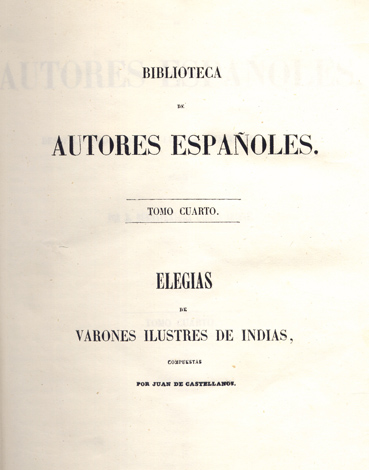 BIBLIOTECA
DE
AUTORES ESPAÑOLES.
TOMO CUARTO.
ELEGIAS
DE
VARONES ILUSTRES DE INDIAS,
COMPUESTAS
POR JUAN DE CASTELLANOS.